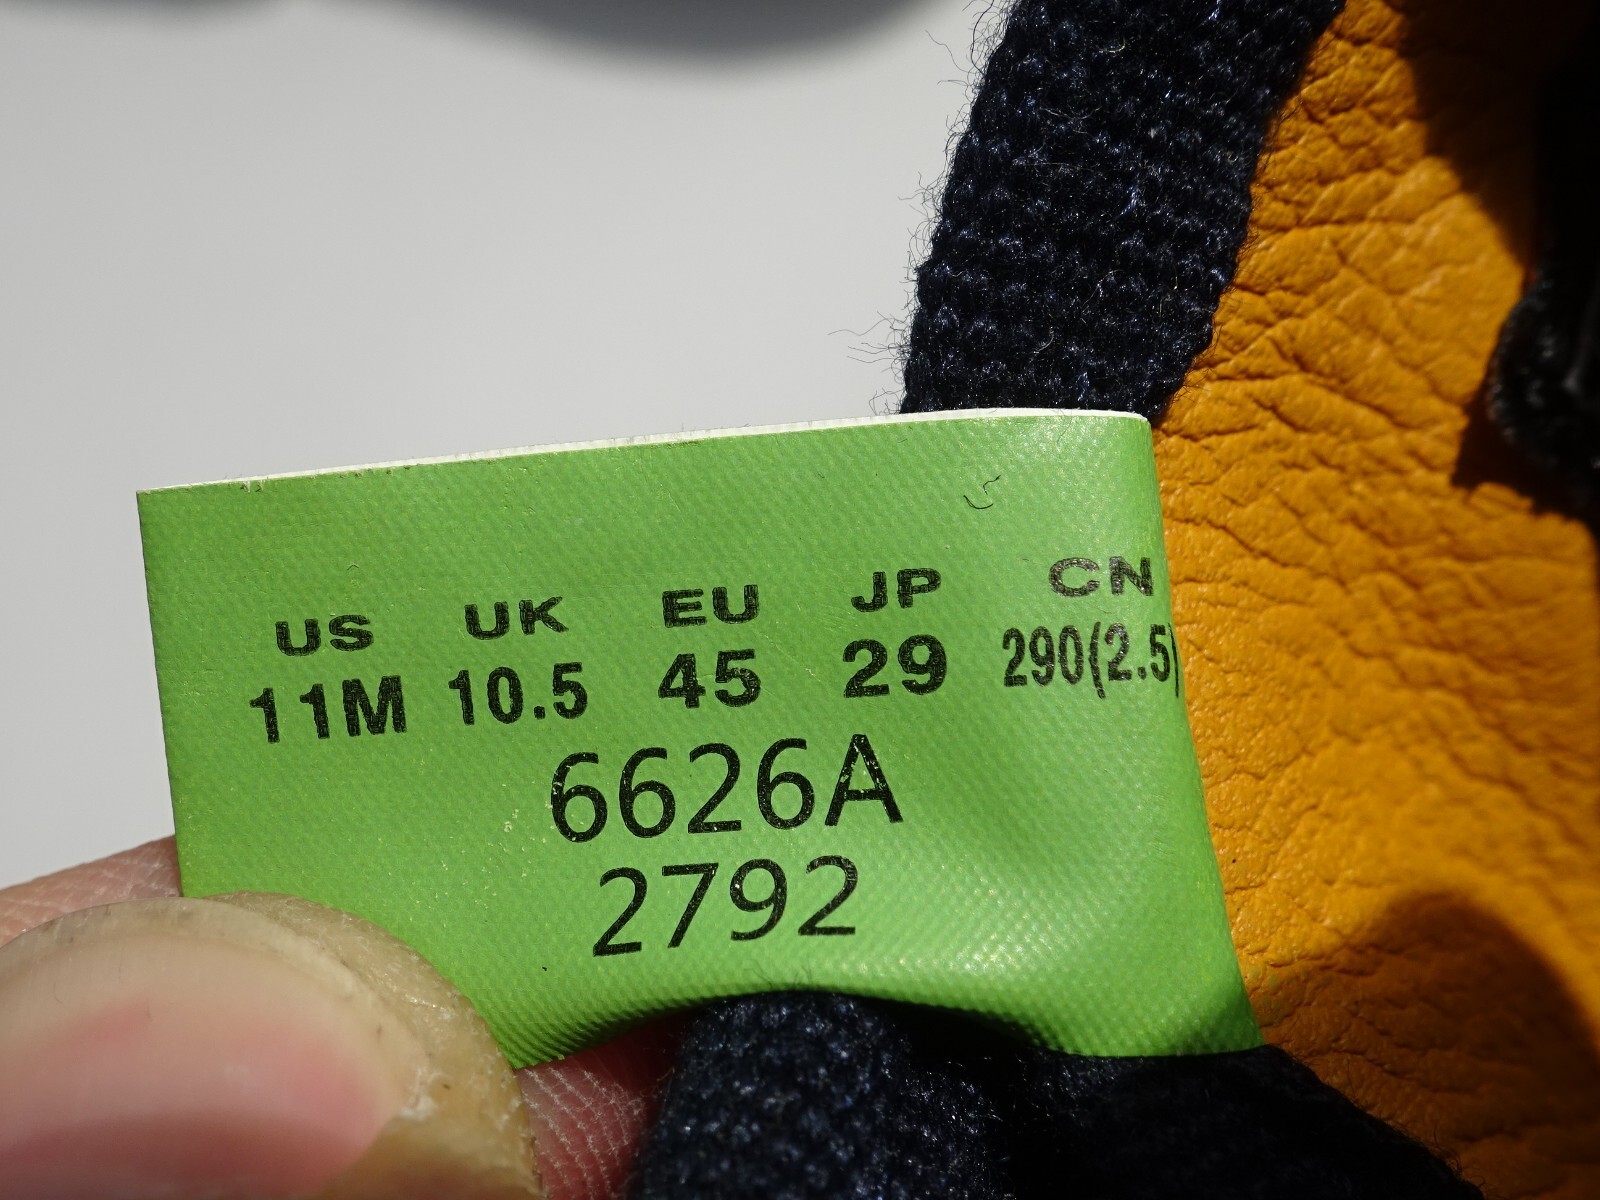 US UK EU JP CN
11M 10.5 45 29 290(2.5)
6626A
2792